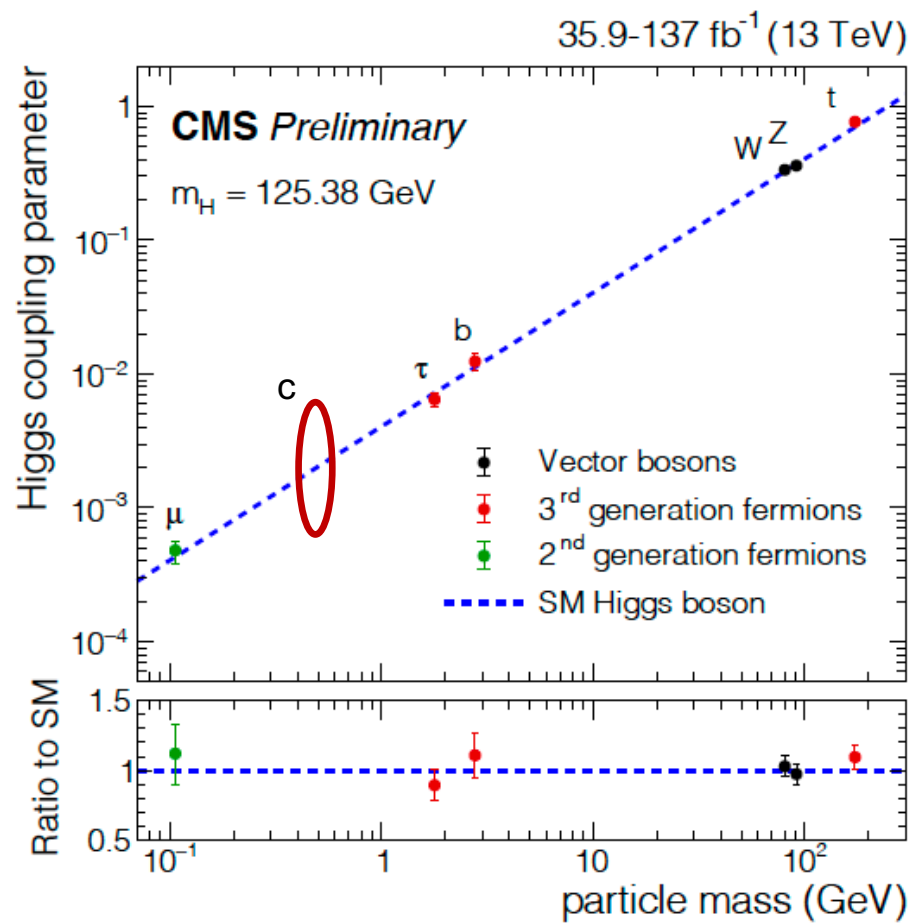 35.9-137 fb⁻¹ (13 TeV)
Higgs coupling parameter
1
10⁻¹
10⁻²
10⁻³
10⁻⁴
CMS Preliminary
m_H = 125.38 GeV
t
W Z
b
τ
c
μ
Vector bosons
3rd generation fermions
2nd generation fermions
SM Higgs boson
Ratio to SM
1.5
1
0.5
10⁻¹ 1 10 10²
particle mass (GeV)